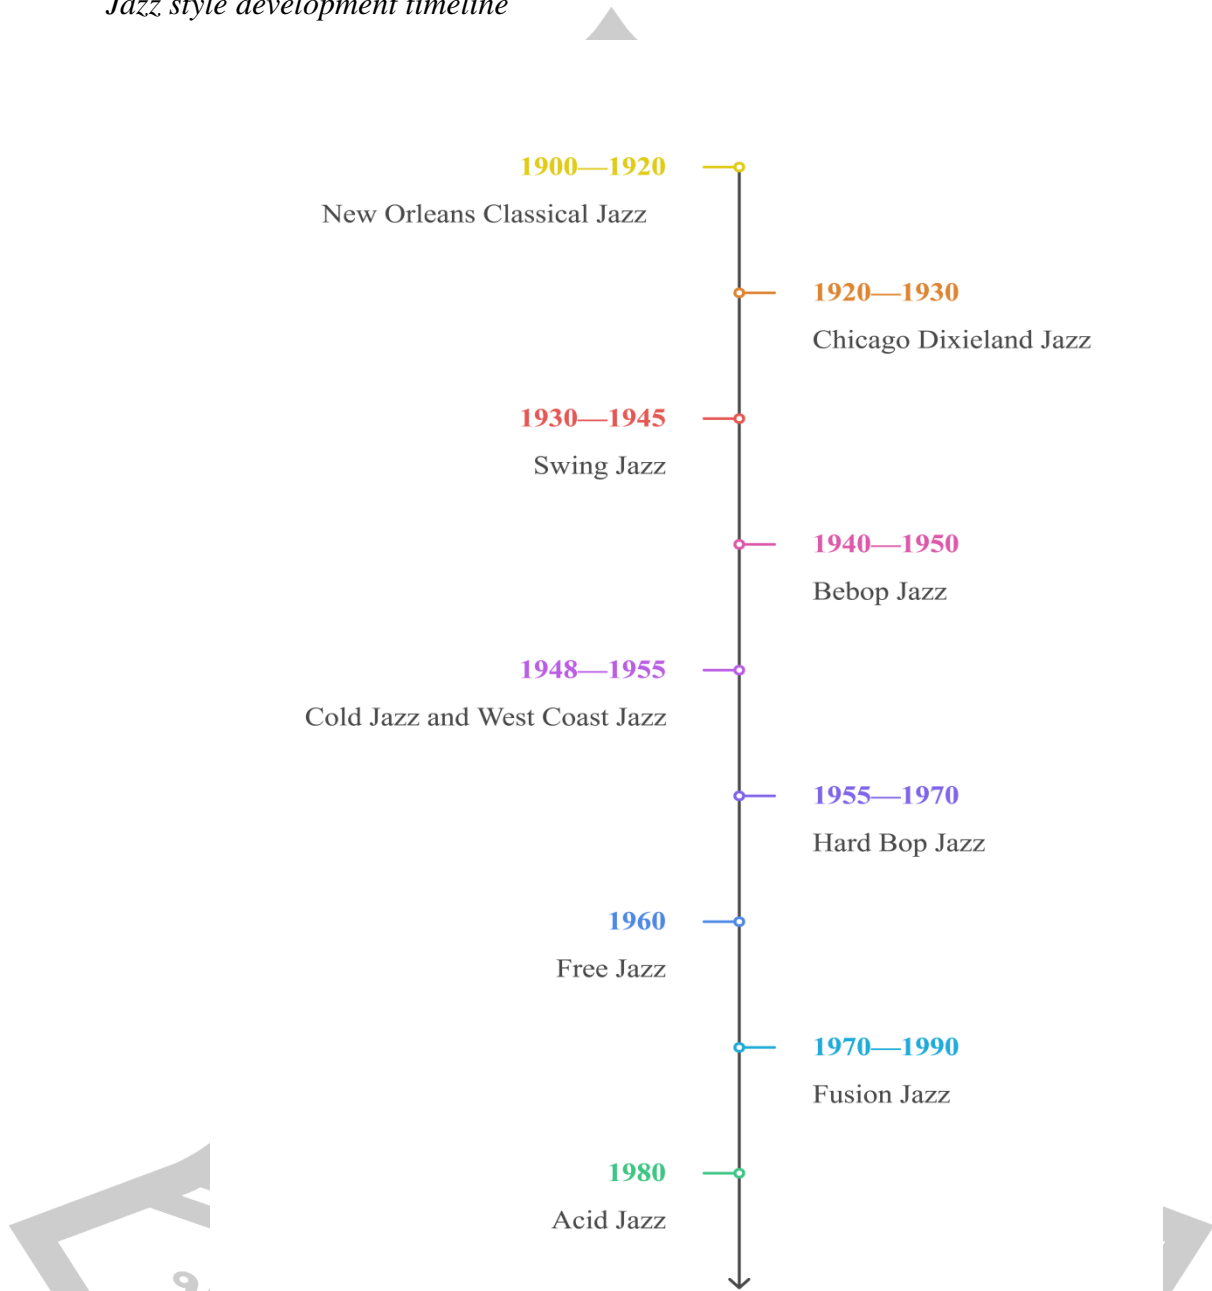 Jazz style development timeline
1900—1920
New Orleans Classical Jazz
1920—1930
Chicago Dixieland Jazz
1930—1945
Swing Jazz
1940—1950
Bebop Jazz
1948—1955
Cold Jazz and West Coast Jazz
1955—1970
Hard Bop Jazz
1960
Free Jazz
1970—1990
Fusion Jazz
1980
Acid Jazz